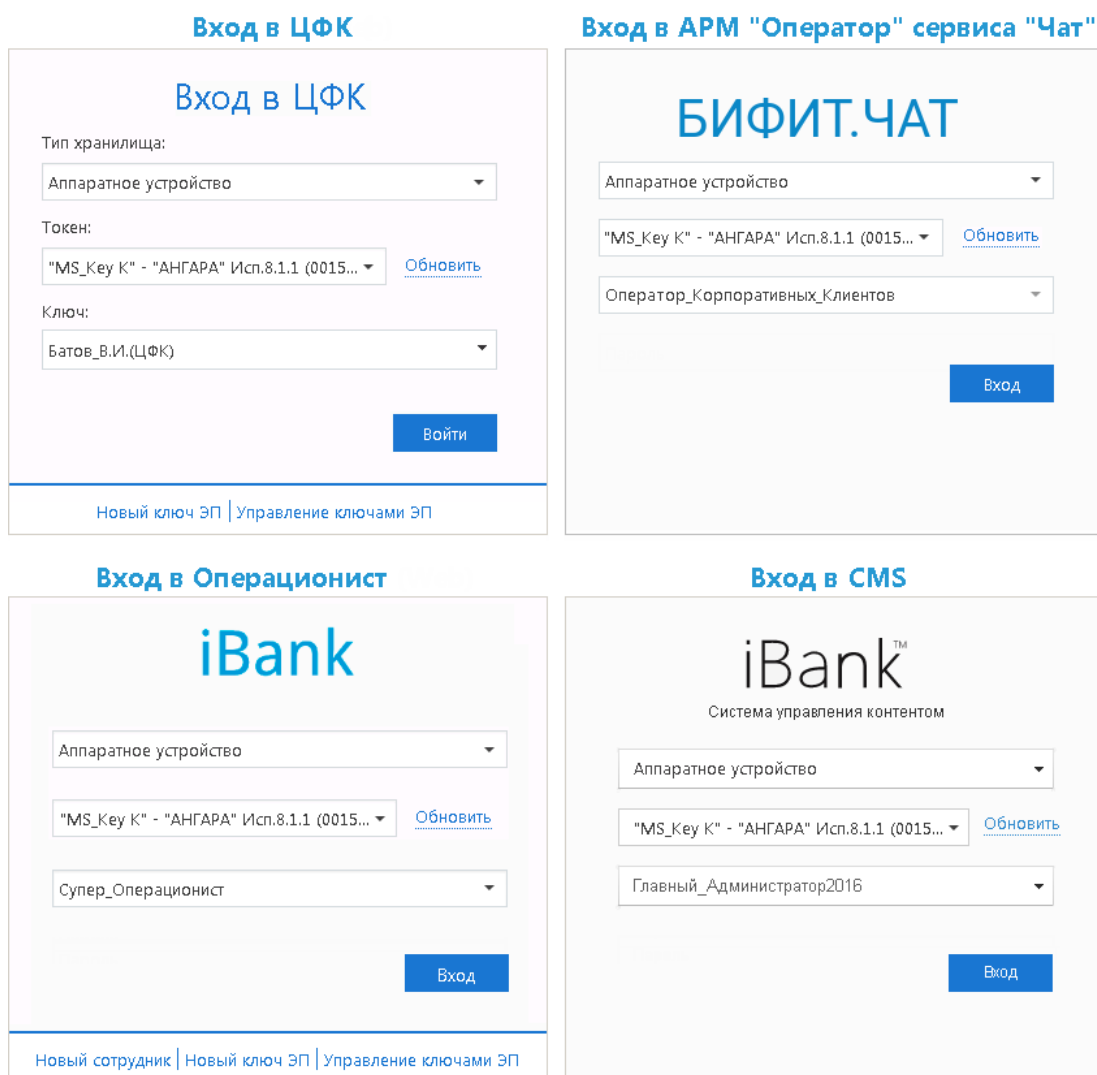 Вход в ЦФК
Вход в ЦФК
Тип хранилища:
Аппаратное устройство
Токен:
"MS_Key K" - "АНГАРА" Исп.8.1.1 (0015... Обновить
Ключ:
Батов_В.И.(ЦФК)
Войти
Новый ключ ЭП | Управление ключами ЭП
Вход в АРМ "Оператор" сервиса "Чат"
БИФИТ.ЧАТ
Аппаратное устройство
"MS_Key K" - "АНГАРА" Исп.8.1.1 (0015... Обновить
Оператор_Корпоративных_Клиентов
Вход
Вход в Операционист
iBank
Аппаратное устройство
"MS_Key K" - "АНГАРА" Исп.8.1.1 (0015... Обновить
Супер_Операционист
Вход
Новый сотрудник | Новый ключ ЭП | Управление ключами ЭП
Вход в CMS
iBank™
Система управления контентом
Аппаратное устройство
"MS_Key K" - "АНГАРА" Исп.8.1.1 (0015... Обновить
Главный_Администратор2016
Вход